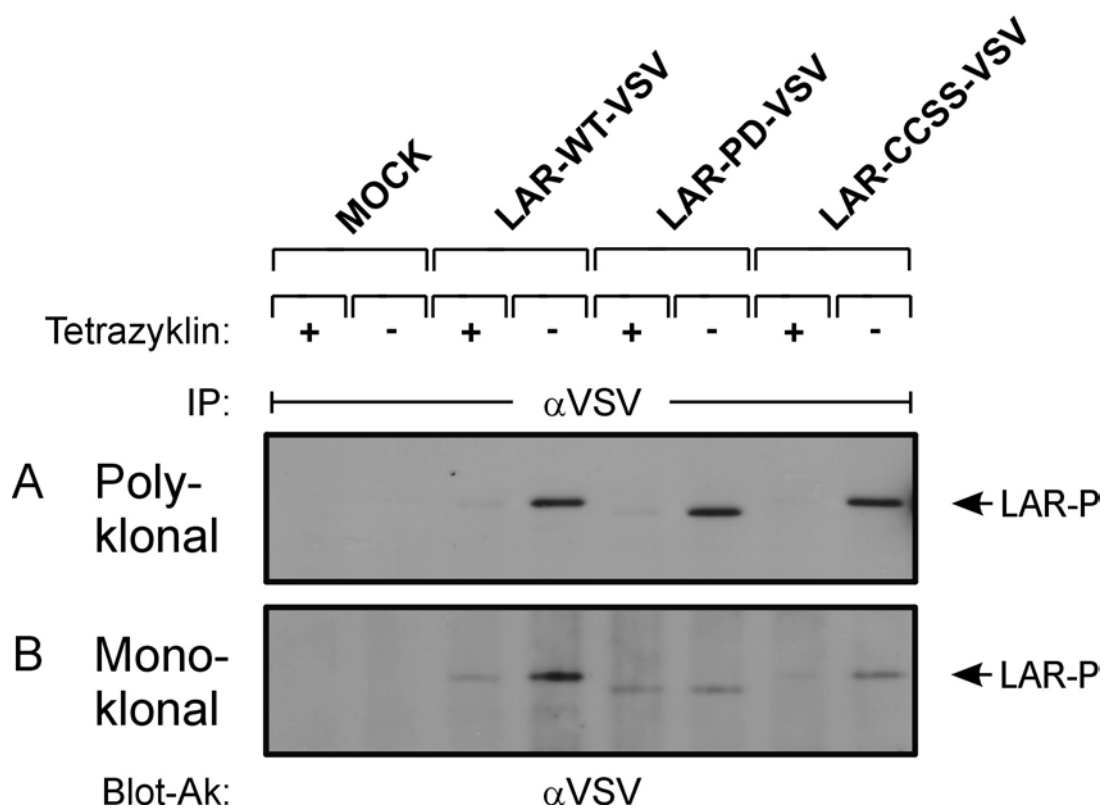 MOCK LAR-WT-VSV LAR-PD-VSV LAR-CCSS-VSV
Tetrazyklin: + - + - + - + -
IP: αVSV
A Poly-
klonal
LAR-P
B Mono-
klonal
LAR-P
Blot-Ak: αVSV